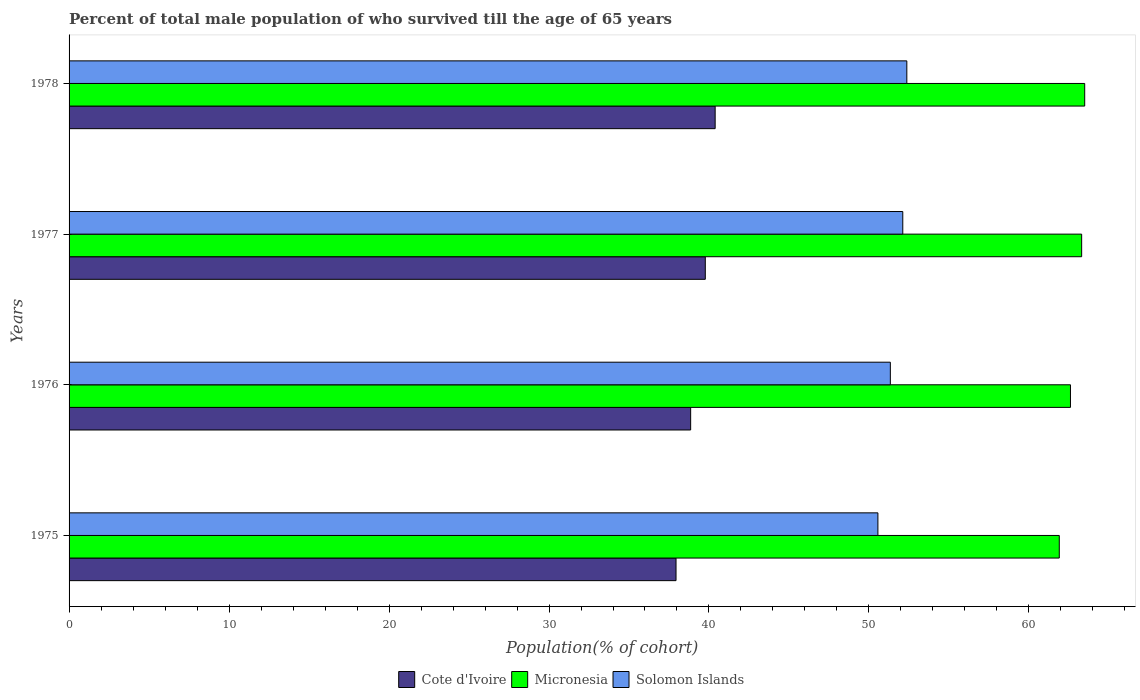 Percent of total male population of who survived till the age of 65 years
Years
1978
1977
1976
1975
0
10
20
30
40
50
60
Population(% of cohort)
Cote d'Ivoire
Micronesia
Solomon Islands